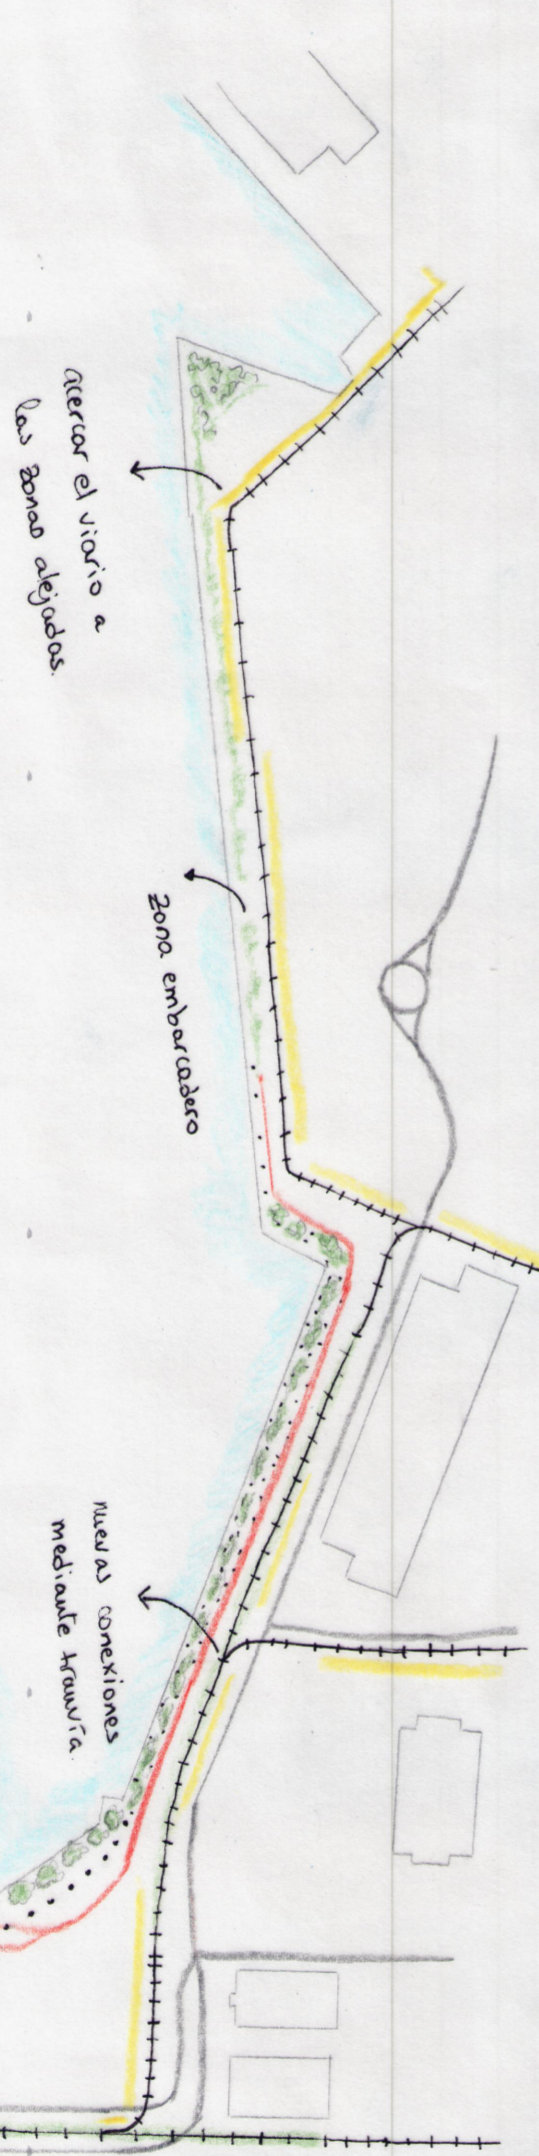 acercar el viario a
las zonas alejadas.
zona embarcadero
nuevas conexiones
mediante tranvía.